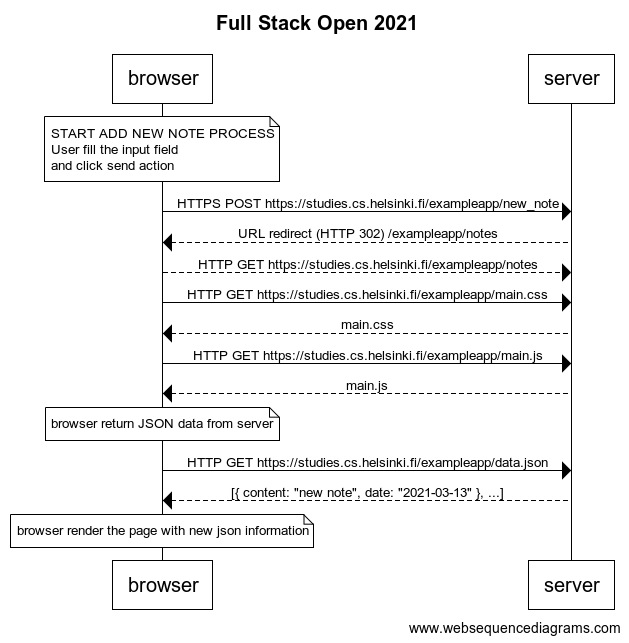 Full Stack Open 2021
browser
server
START ADD NEW NOTE PROCESS
User fill the input field
and click send action
HTTPS POST https://studies.cs.helsinki.fi/exampleapp/new_note
URL redirect (HTTP 302) /exampleapp/notes
HTTP GET https://studies.cs.helsinki.fi/exampleapp/notes
HTTP GET https://studies.cs.helsinki.fi/exampleapp/main.css
main.css
HTTP GET https://studies.cs.helsinki.fi/exampleapp/main.js
main.js
browser return JSON data from server
HTTP GET https://studies.cs.helsinki.fi/exampleapp/data.json
[{ content: "new note", date: "2021-03-13" }, ...]
browser render the page with new json information
browser
server
www.websequencediagrams.com